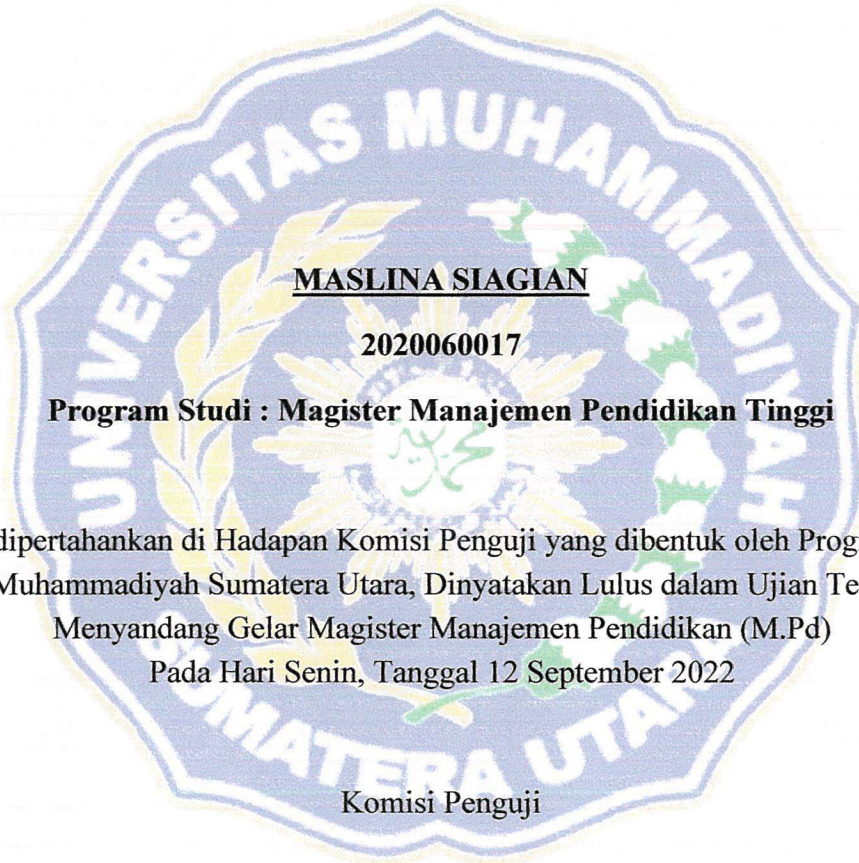 UNIVERSITAS MUHAMMADIYAH
MASLINA SIAGIAN
2020060017
Program Studi : Magister Manajemen Pendidikan Tinggi
dipertahankan di Hadapan Komisi Penguji yang dibentuk oleh
Muhammadiyah Sumatera Utara, Dinyatakan Lulus dalam Ujian
Menyandang Gelar Magister Manajemen Pendidikan (M.Pd)
Pada Hari Senin, Tanggal 12 September 2022
SUMATERA UTARA
Komisi Penguji